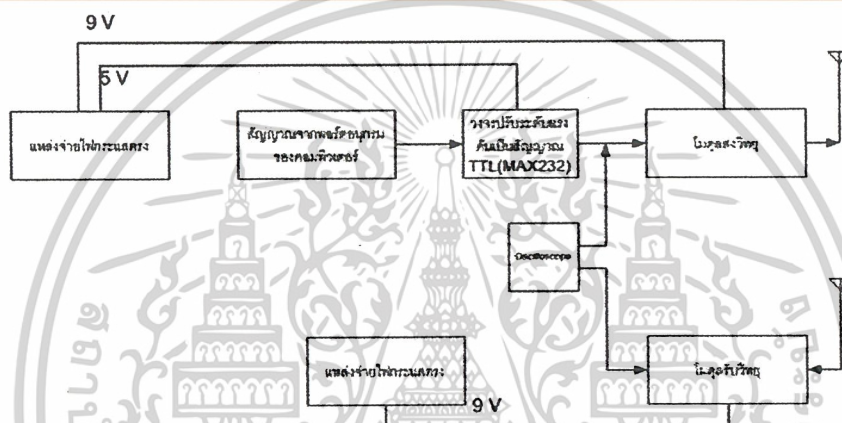 9 V
5 V
แหล่งจ่ายไฟกระแสตรง
สัญญาณจากพอร์ตอนุกรม
ของคอมพิวเตอร์
วงจรปรับระดับแรง
ดันเป็นสัญญาณ
TTL(MAX232)
โมดูลส่งวิทยุ
Oscilloscope
แหล่งจ่ายไฟกระแสตรง
9 V
โมดูลรับวิทยุ